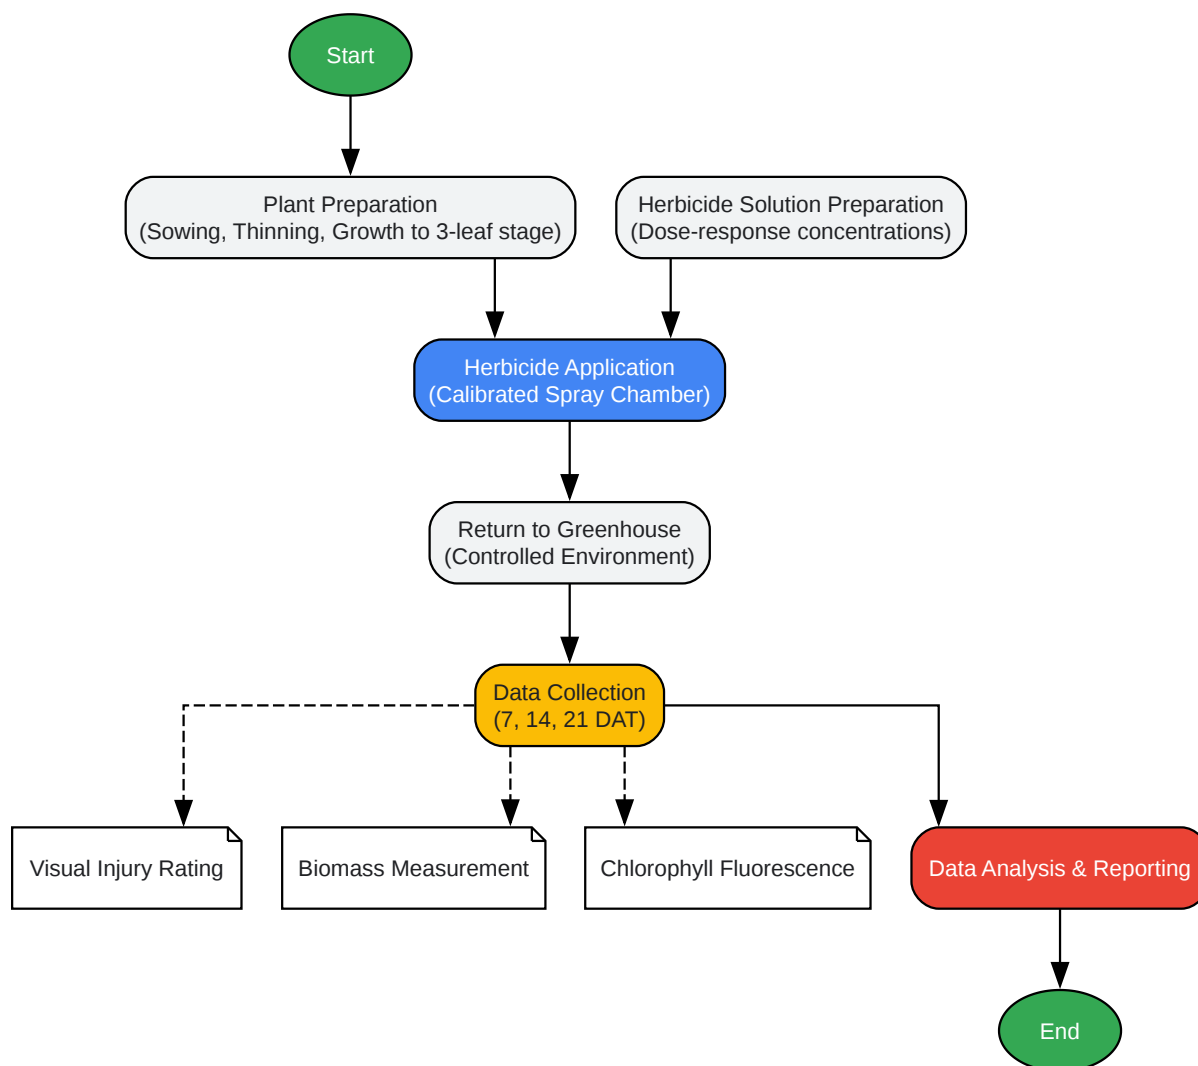 Start
Plant Preparation
(Sowing, Thinning, Growth to 3-leaf stage)
Herbicide Solution Preparation
(Dose-response concentrations)
Herbicide Application
(Calibrated Spray Chamber)
Return to Greenhouse
(Controlled Environment)
Data Collection
(7, 14, 21 DAT)
Visual Injury Rating
Biomass Measurement
Chlorophyll Fluorescence
Data Analysis & Reporting
End